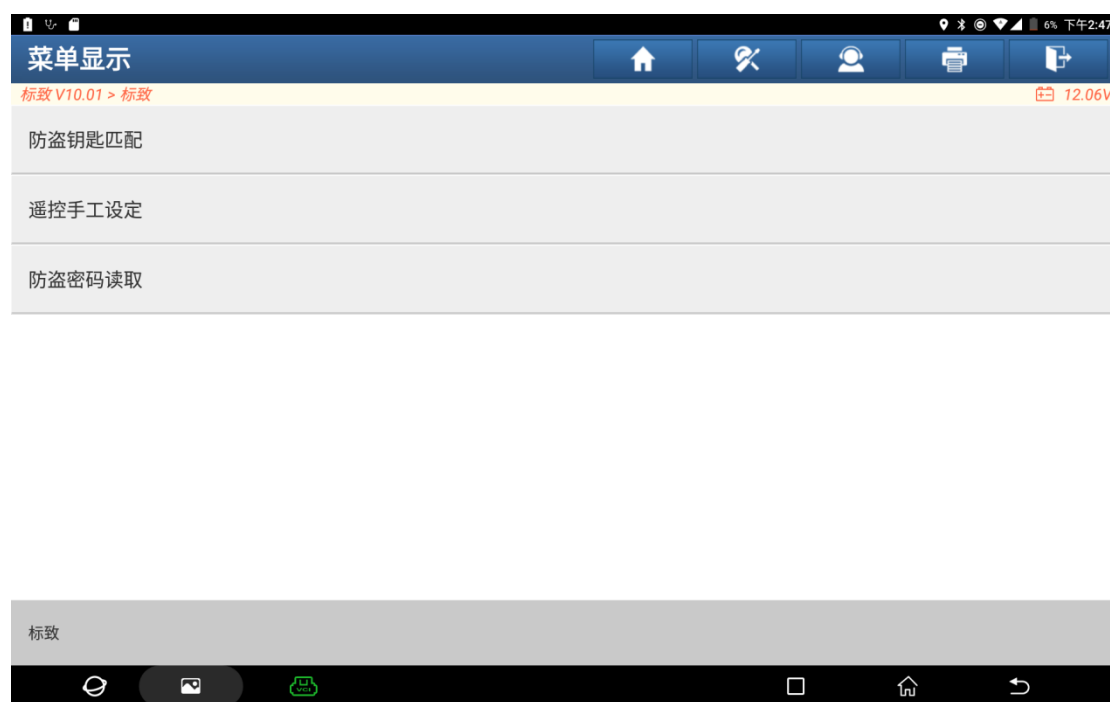 6% 下午2:47
菜单显示
标致 V10.01 > 标致
12.06V
防盗钥匙匹配
遥控手工设定
防盗密码读取
标致
VCI